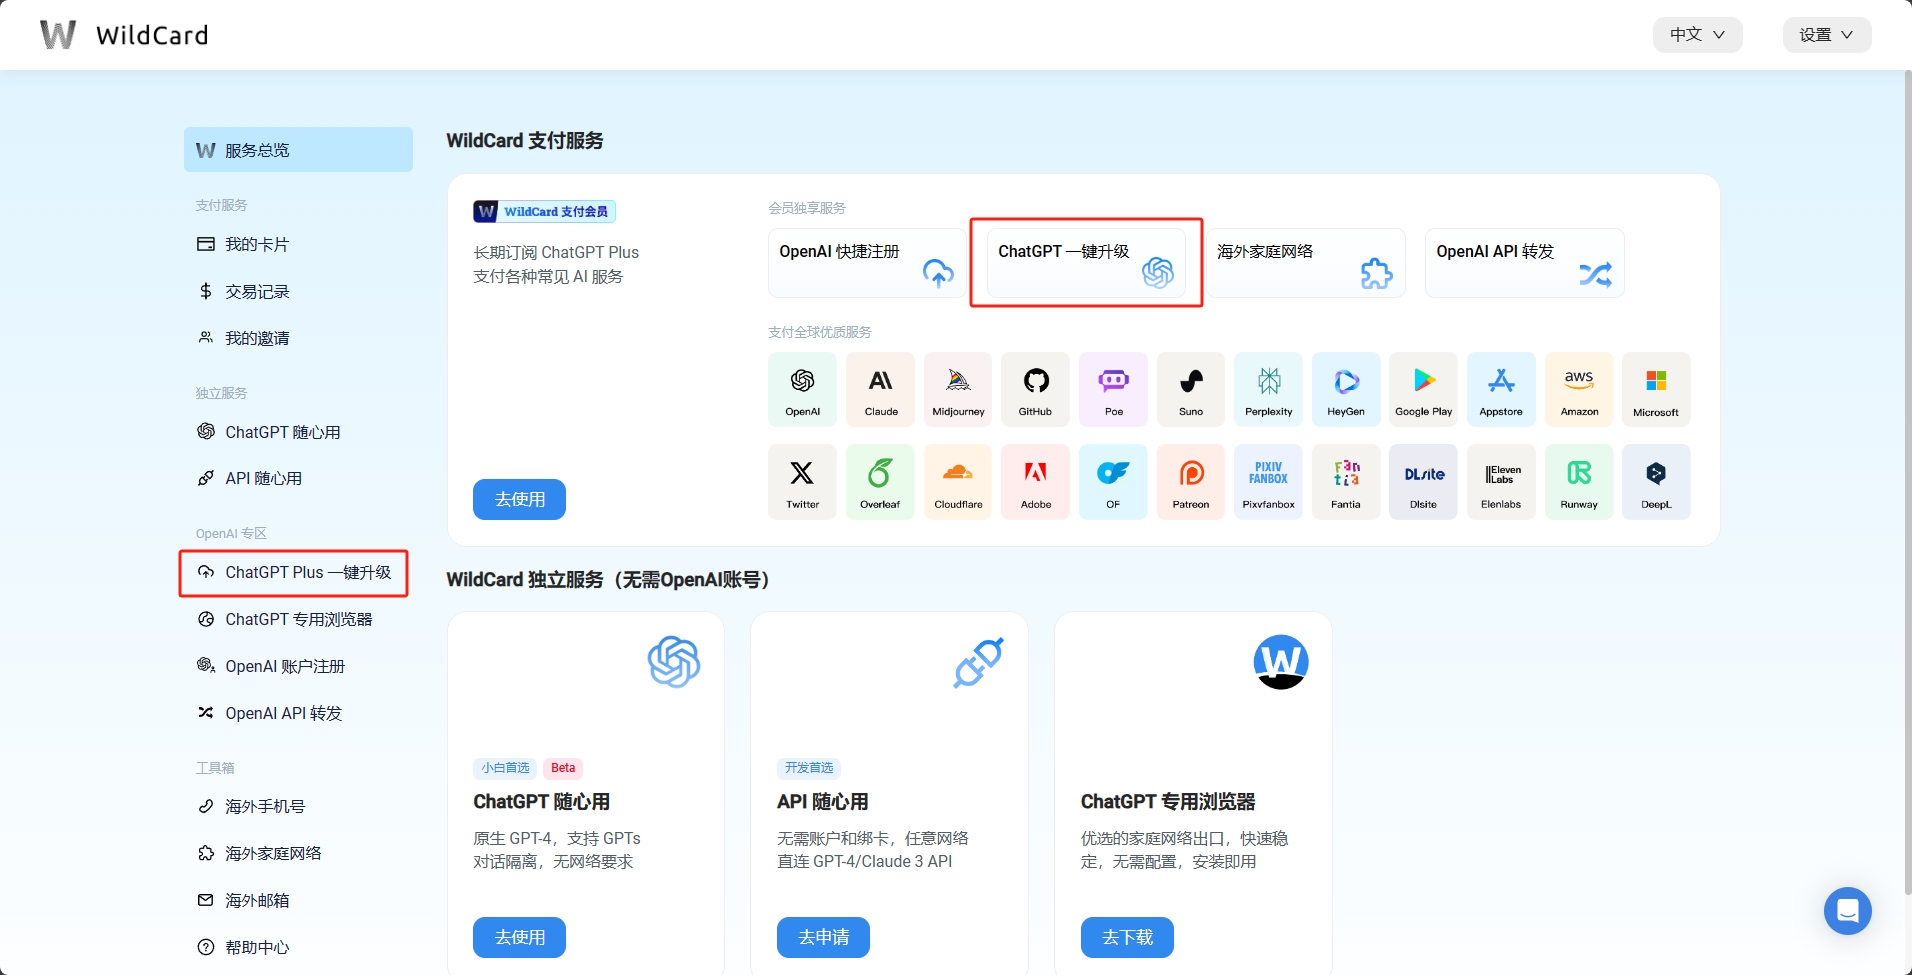 WildCard
中文
设置
服务总览
支付服务
我的卡片
交易记录
我的邀请
独立服务
ChatGPT 随心用
API 随心用
OpenAI 专区
ChatGPT Plus 一键升级
ChatGPT 专用浏览器
OpenAI 账户注册
OpenAI API 转发
工具箱
海外手机号
海外家庭网络
海外邮箱
帮助中心
WildCard 支付服务
WildCard 支付会员
长期订阅 ChatGPT Plus
支付各种常见 AI 服务
去使用
会员独享服务
OpenAI 快捷注册
ChatGPT 一键升级
海外家庭网络
OpenAI API 转发
支付全球优质服务
OpenAI
Claude
Midjourney
GitHub
Poe
Suno
Perplexity
HeyGen
Google Play
Appstore
aws
Amazon
Microsoft
Twitter
Overleaf
Cloudflare
Adobe
OF
Patreon
PIXIV
FANBOX
Pixvfanbox
Fantia
Fantia
DLsite
Dlsite
IIEleven
Labs
Elenlabs
Runway
DeepL
WildCard 独立服务（无需OpenAI账号）
小白首选
Beta
ChatGPT 随心用
原生 GPT-4，支持 GPTs
对话隔离，无网络要求
去使用
开发首选
API 随心用
无需账户和绑卡，任意网络
直连 GPT-4/Claude 3 API
去申请
ChatGPT 专用浏览器
优选的家庭网络出口，快速稳
定，无需配置，安装即用
去下载